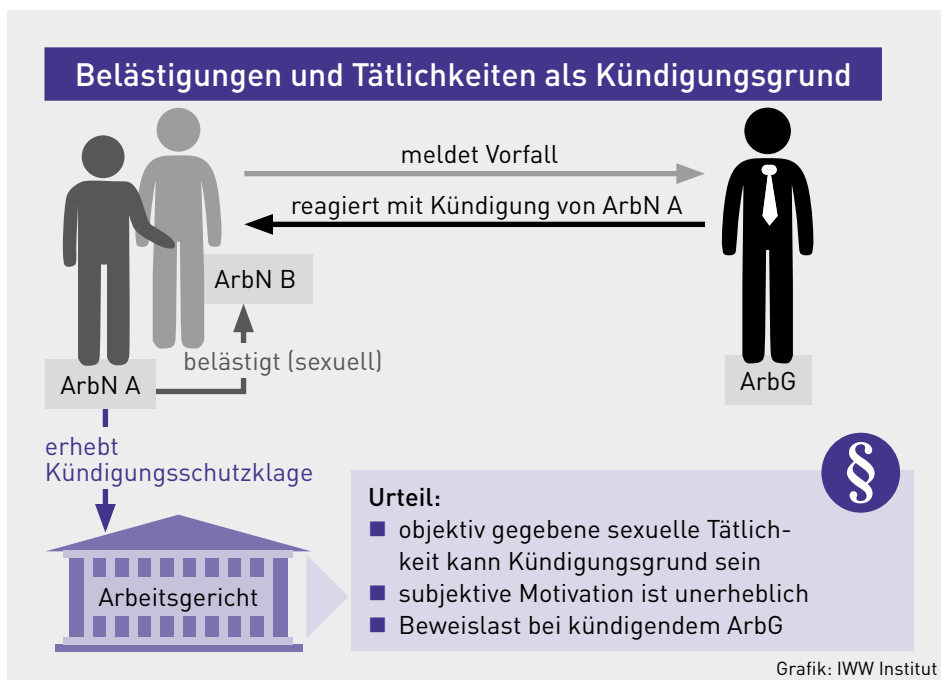 Belästigungen und Tätlichkeiten als Kündigungsgrund
meldet Vorfall
reagiert mit Kündigung von ArbN A
ArbN B
belästigt (sexuell)
ArbN A
ArbG
erhebt
Kündigungsschutzklage
§
Arbeitsgericht
Urteil:
objektiv gegebene sexuelle Tätlich-
keit kann Kündigungsgrund sein
subjektive Motivation ist unerheblich
Beweislast bei kündigendem ArbG
Grafik: IWW Institut